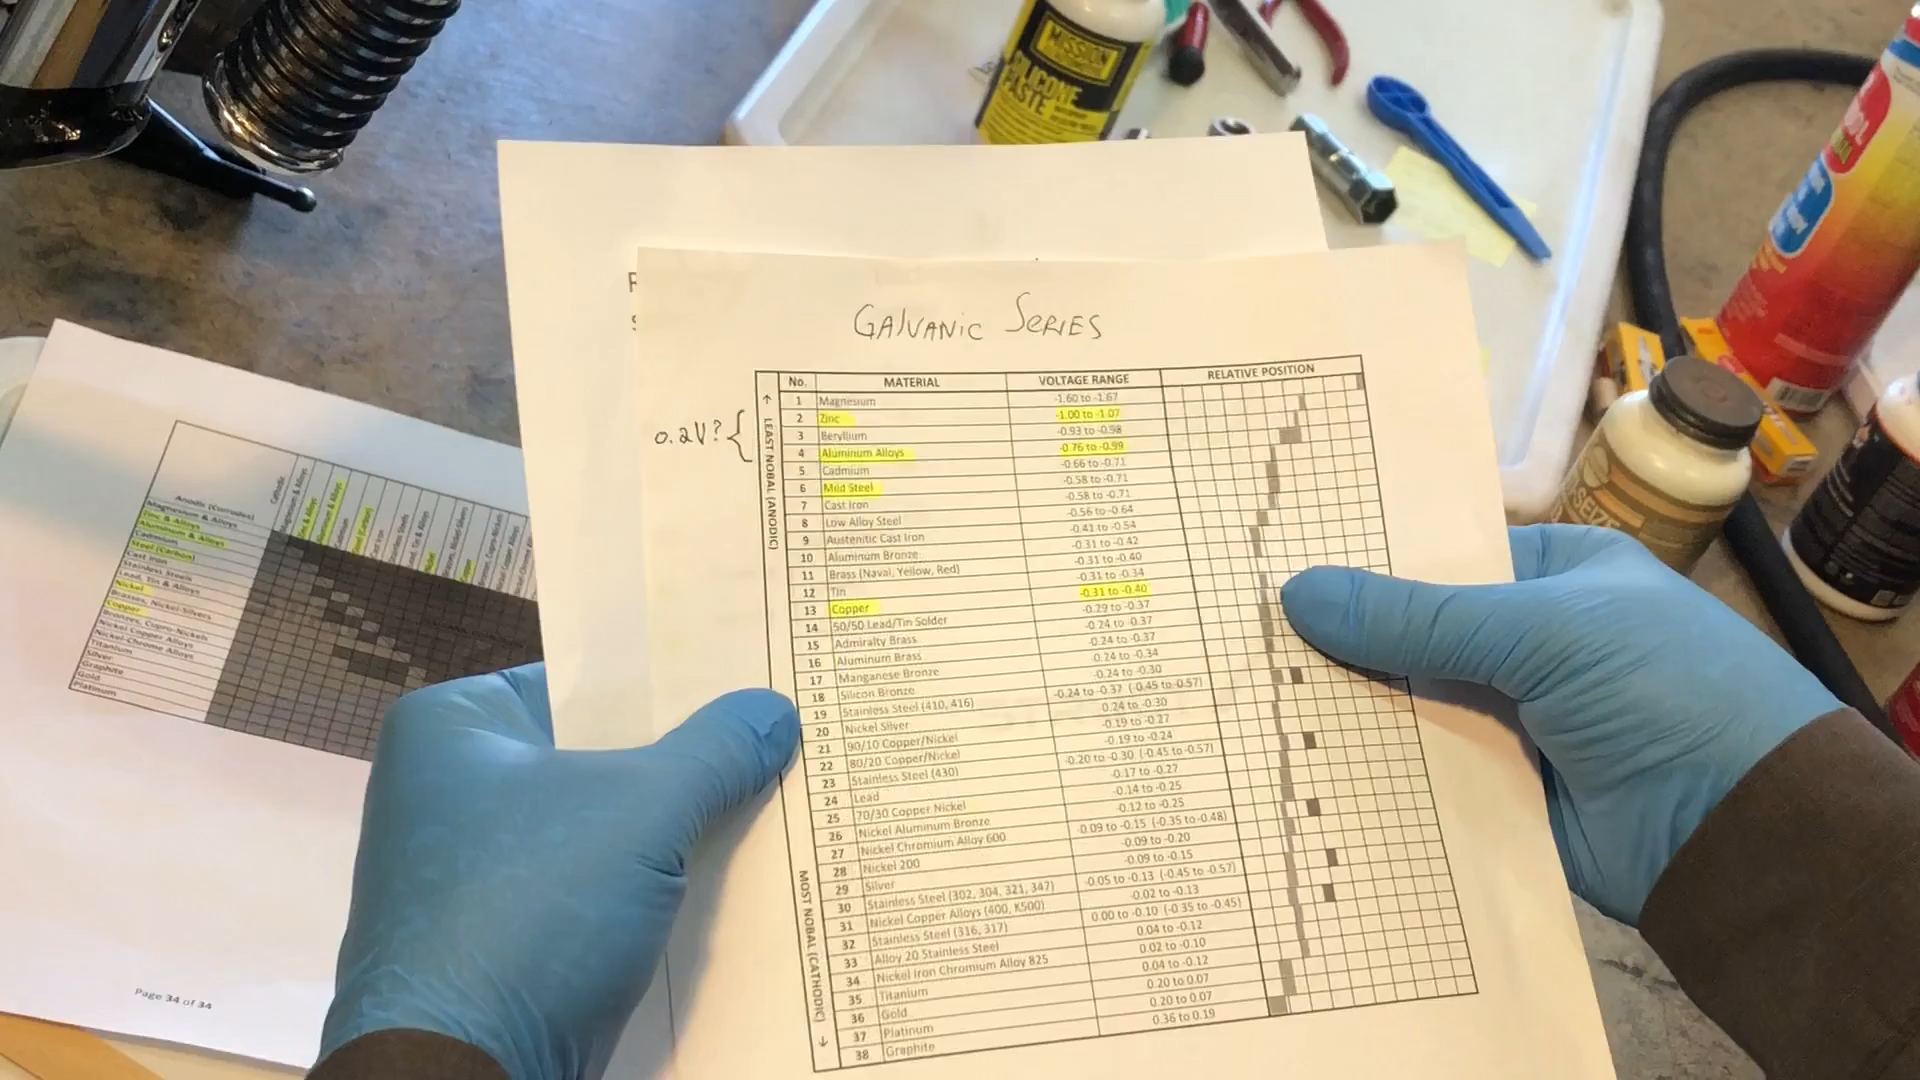 MISSION
SILICONE
PASTE
GALVANIC SERIES
No. MATERIAL VOLTAGE RANGE RELATIVE POSITION
0.2V?
LEAST NOBAL (ANODIC)
1 Magnesium -1.60 to -1.67
2 Zinc -1.00 to -1.07
3 Beryllium -0.93 to -0.98
4 Aluminum Alloys -0.76 to -0.99
5 Cadmium -0.66 to -0.71
6 Mild Steel -0.58 to -0.71
7 Cast Iron -0.58 to -0.71
8 Low Alloy Steel -0.56 to -0.64
9 Austenitic Cast Iron -0.41 to -0.54
10 Aluminum Bronze -0.31 to -0.42
11 Brass (Naval, Yellow, Red) -0.31 to -0.40
12 Tin -0.31 to -0.34
13 Copper -0.31 to -0.40
14 50/50 Lead/Tin Solder -0.29 to -0.37
15 Admiralty Brass -0.24 to -0.37
16 Aluminum Brass -0.24 to -0.37
17 Manganese Bronze 0.24 to -0.34
18 Silicon Bronze -0.24 to -0.30
19 Stainless Steel (410, 416) -0.24 to -0.37 (-0.45 to -0.57)
20 Nickel Silver 0.24 to -0.30
21 90/10 Copper/Nickel -0.19 to -0.27
22 80/20 Copper/Nickel -0.19 to -0.24
23 Stainless Steel (430) -0.20 to -0.30 (-0.45 to -0.57)
24 Lead -0.17 to -0.27
25 70/30 Copper Nickel -0.14 to -0.25
26 Nickel Aluminum Bronze -0.12 to -0.25
27 Nickel Chromium Alloy 600 -0.09 to -0.15 (-0.35 to -0.48)
28 Nickel 200 -0.09 to -0.20
29 Silver -0.09 to -0.15
30 Stainless Steel (302, 304, 321, 347) -0.05 to -0.13 (-0.45 to -0.57)
31 Nickel Copper Alloys (400, K500) -0.02 to -0.13
32 Stainless Steel (316, 317) 0.00 to -0.10 (-0.35 to -0.45)
33 Alloy 20 Stainless Steel 0.04 to -0.12
34 Nickel Iron Chromium Alloy 825 0.02 to -0.10
35 Titanium 0.04 to -0.12
36 Gold 0.20 to 0.07
37 Platinum 0.20 to 0.07
38 Graphite 0.36 to 0.19
MOST NOBAL (CATHODIC)
Anodic (Corrodes)
Magnesium & Alloys
Zinc & Alloys
Aluminum & Alloys
Cadmium
Steel (Carbon)
Cast Iron
Stainless Steels
Lead, Tin & Alloys
Nickel
Brasses, Nickel-Silvers
Copper
Bronzes, Cupro-Nickels
Nickel Copper Alloys
Nickel-Chrome Alloys
Titanium
Silver
Graphite
Gold
Platinum
Page 34 of 34